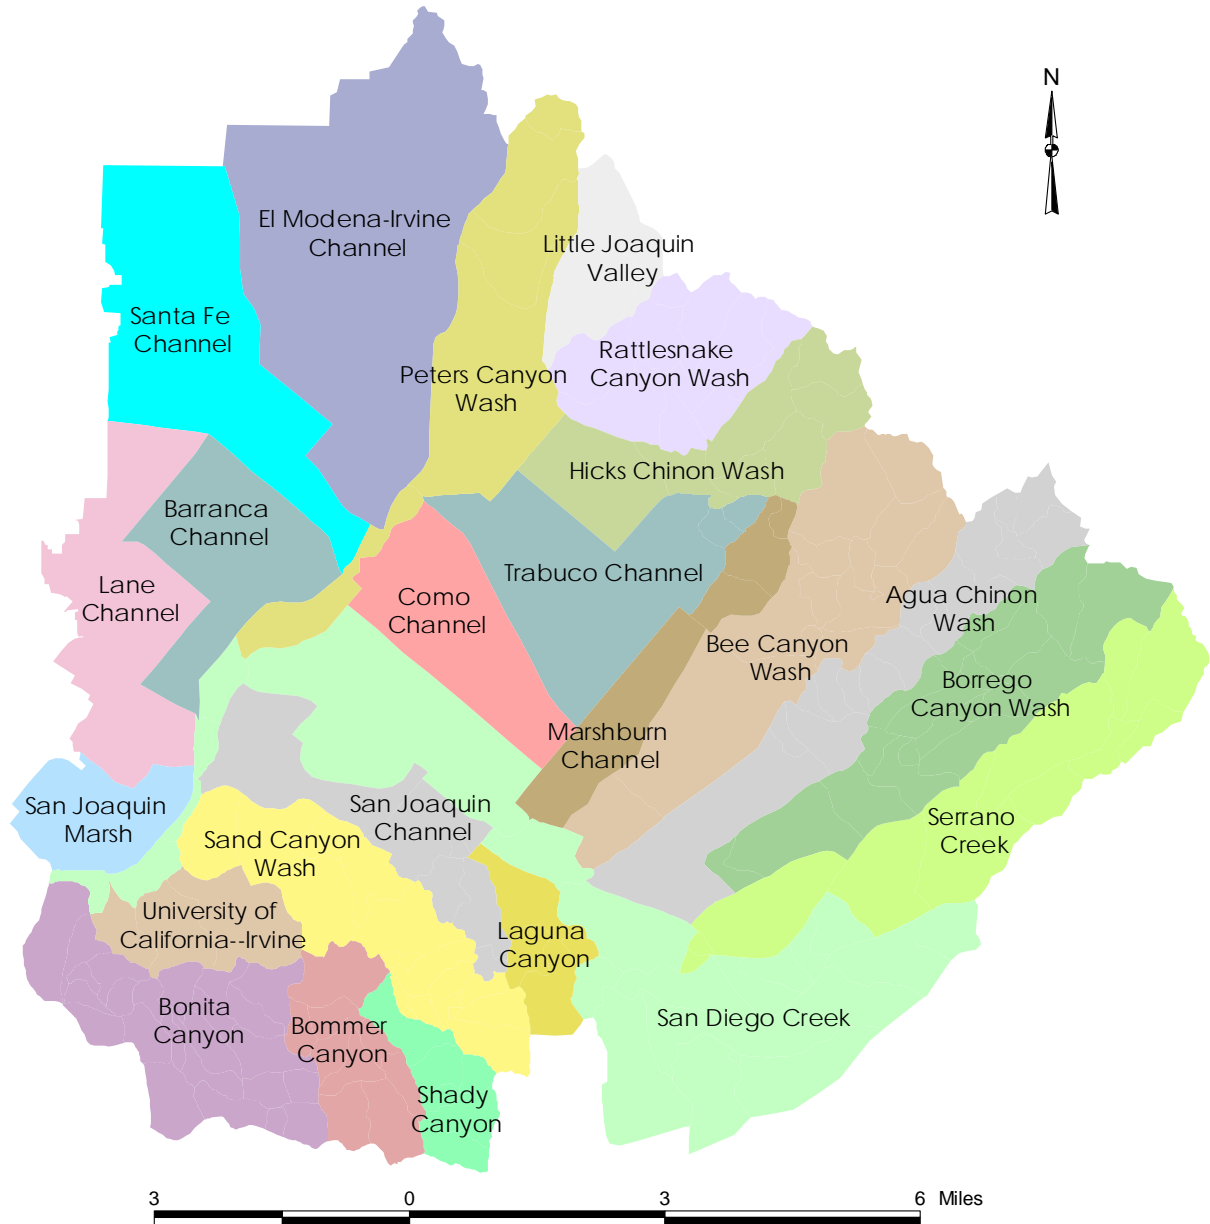 N
El Modena-Irvine
Channel
Little Joaquin
Valley
Santa Fe
Channel
Rattlesnake
Canyon Wash
Peters Canyon
Wash
Hicks Chinon Wash
Barranca
Channel
Trabuco Channel
Lane
Channel
Como
Channel
Agua Chinon
Wash
Bee Canyon
Wash
Borrego
Canyon Wash
Marshburn
Channel
San Joaquin
Marsh
San Joaquin
Channel
Serrano
Creek
Sand Canyon
Wash
University of
California--Irvine
Laguna
Canyon
Bonita
Canyon
Bommer
Canyon
San Diego Creek
Shady
Canyon
3 0 3 6 Miles